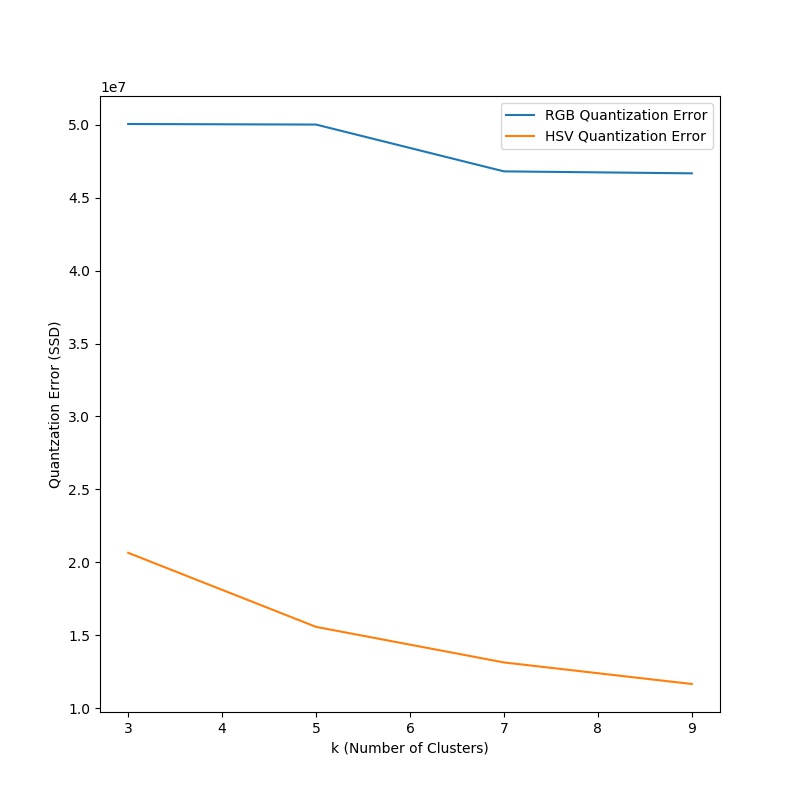 1e7
RGB Quantization Error
HSV Quantization Error
5.0
4.5
4.0
3.5
3.0
2.5
2.0
1.5
1.0
Quantzation Error (SSD)
3 4 5 6 7 8 9
k (Number of Clusters)